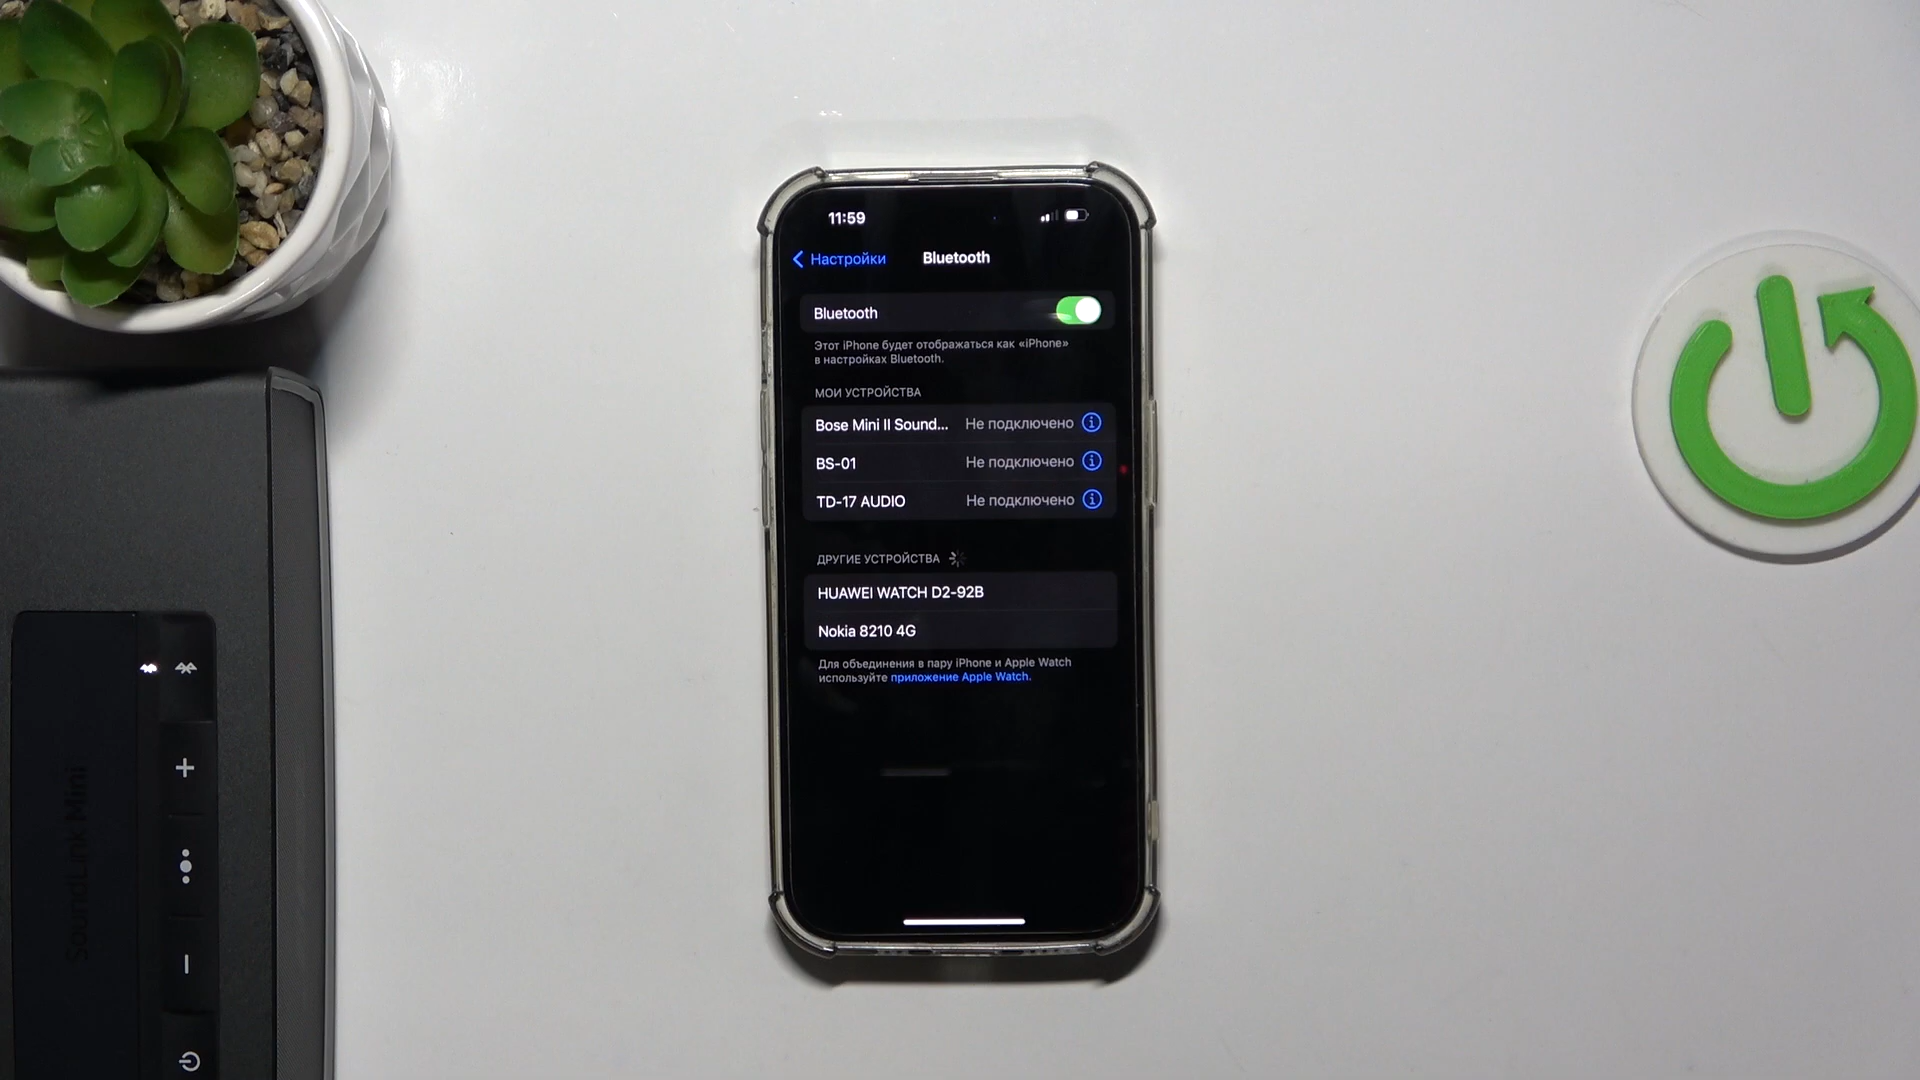 11:59
Настройки
Bluetooth
Bluetooth
Этот iPhone будет отображаться как «iPhone»
в настройках Bluetooth.
МОИ УСТРОЙСТВА
Bose Mini II Sound... Не подключено
BS-01 Не подключено
TD-17 AUDIO Не подключено
ДРУГИЕ УСТРОЙСТВА
HUAWEI WATCH D2-92B
Nokia 8210 4G
Для объединения в пару iPhone и Apple Watch
используйте приложение Apple Watch.
SoundLink Mini